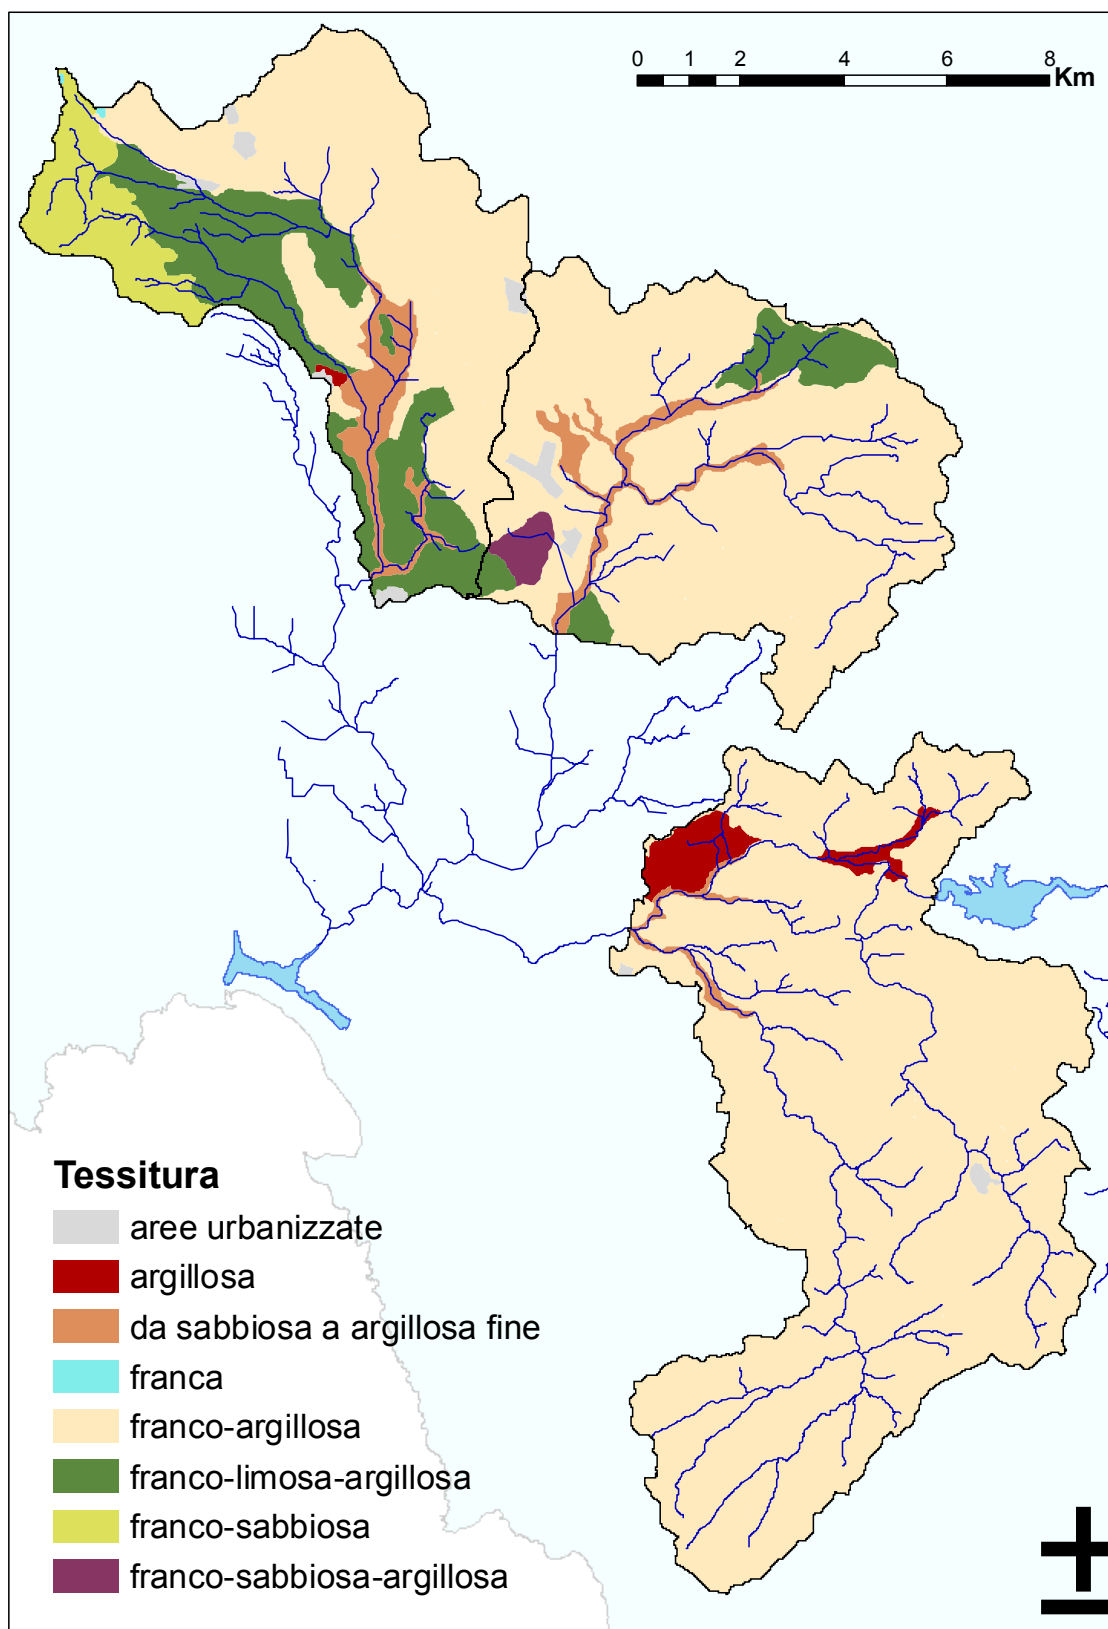 0 1 2 4 6 8
Km
Tessitura
aree urbanizzate
argillosa
da sabbiosa a argillosa fine
franca
franco-argillosa
franco-limosa-argillosa
franco-sabbiosa
franco-sabbiosa-argillosa